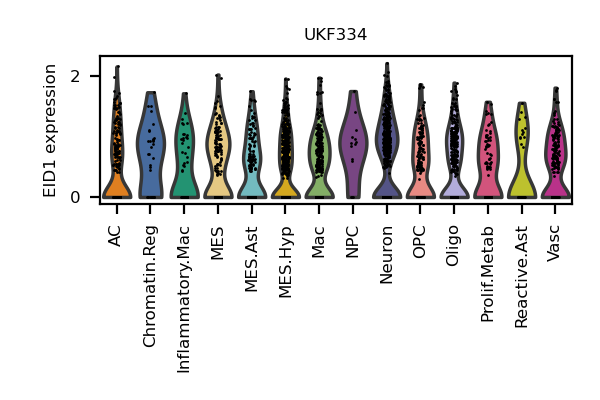 UKF334
EID1 expression
2
0
AC
Chromatin.Reg
Inflammatory.Mac
MES
MES.Ast
MES.Hyp
Mac
NPC
Neuron
OPC
Oligo
Prolif.Metab
Reactive.Ast
Vasc